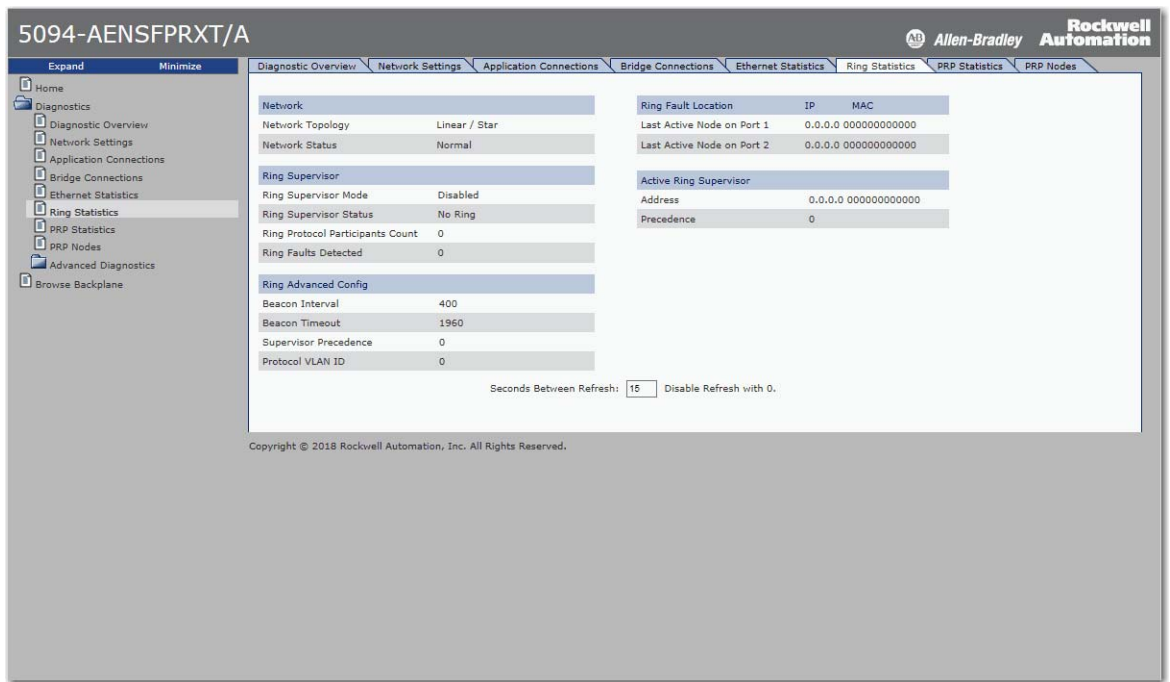 5094-AENSFPRXT/A
AB Allen-Bradley
Rockwell
Automation
Expand Minimize
Home
Diagnostics
Diagnostic Overview
Network Settings
Application Connections
Bridge Connections
Ethernet Statistics
Ring Statistics
PRP Statistics
PRP Nodes
Advanced Diagnostics
Browse Backplane
Diagnostic Overview Network Settings Application Connections Bridge Connections Ethernet Statistics Ring Statistics PRP Statistics PRP Nodes
Network
Network Topology Linear / Star
Network Status Normal
Ring Supervisor
Ring Supervisor Mode Disabled
Ring Supervisor Status No Ring
Ring Protocol Participants Count 0
Ring Faults Detected 0
Ring Advanced Config
Beacon Interval 400
Beacon Timeout 1960
Supervisor Precedence 0
Protocol VLAN ID 0
Ring Fault Location IP MAC
Last Active Node on Port 1 0.0.0.0 000000000000
Last Active Node on Port 2 0.0.0.0 000000000000
Active Ring Supervisor
Address 0.0.0.0 000000000000
Precedence 0
Seconds Between Refresh: 15 Disable Refresh with 0.
Copyright © 2018 Rockwell Automation, Inc. All Rights Reserved.